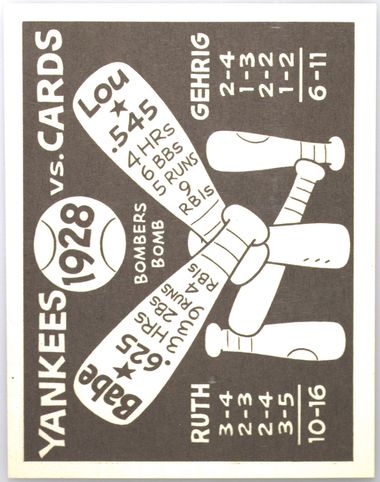 YANKEES 1928 vs. CARDS
BOMBERS
BOMB
Babe
★
.625
3 HRS
3 2BS
9 RUNS
4
RBIs
Lou
★
.545
4 HRS
6 BBS
5 RUNS
9
RBIs
RUTH
3-4
2-3
2-4
3-5
10-16
GEHRIG
2-4
1-3
2-2
1-2
6-11